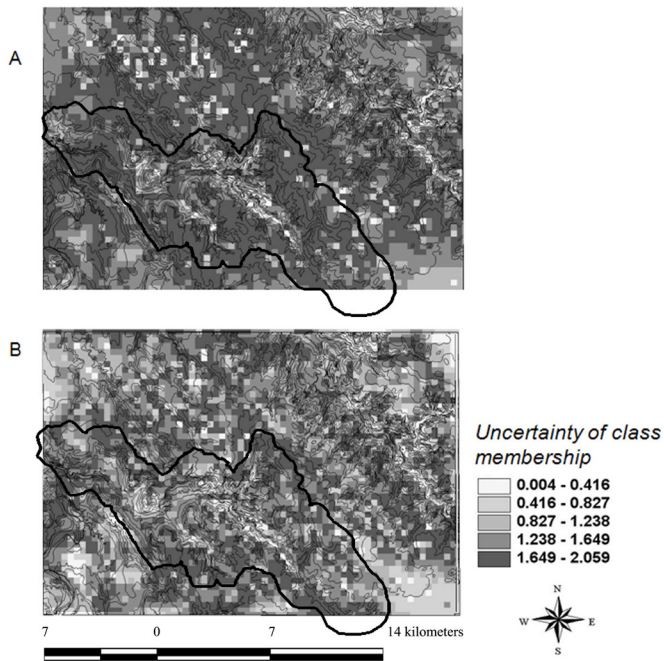 A
B
Uncertainty of class
membership
0.004 - 0.416
0.416 - 0.827
0.827 - 1.238
1.238 - 1.649
1.649 - 2.059
N
W E
S
7 0 7 14 kilometers